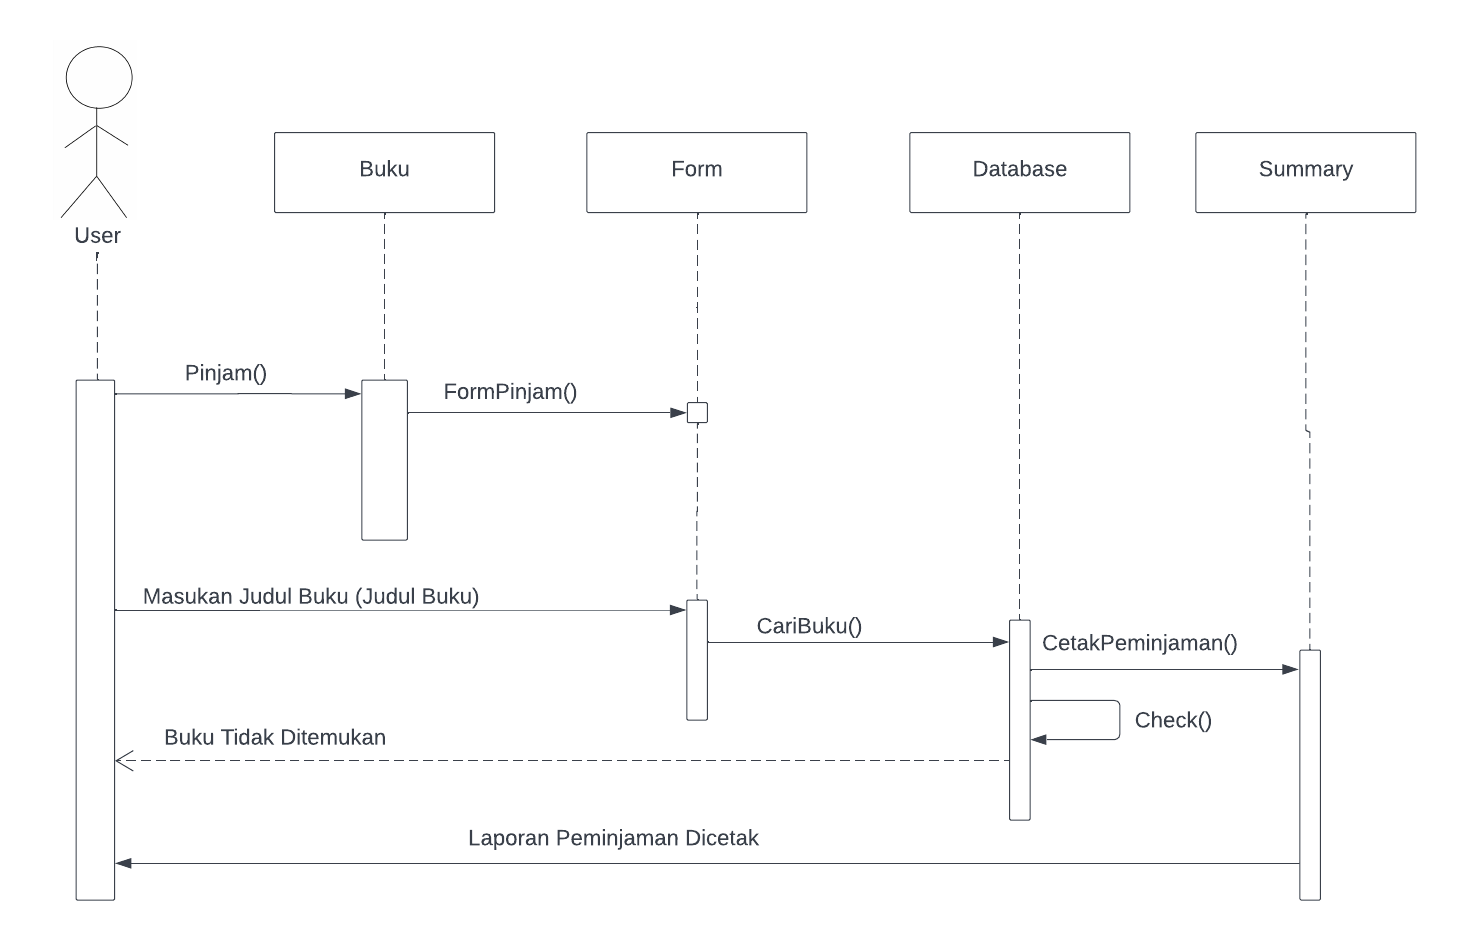 User
Buku
Form
Database
Summary
Pinjam()
FormPinjam()
Masukan Judul Buku (Judul Buku)
CariBuku()
CetakPeminjaman()
Check()
Buku Tidak Ditemukan
Laporan Peminjaman Dicetak